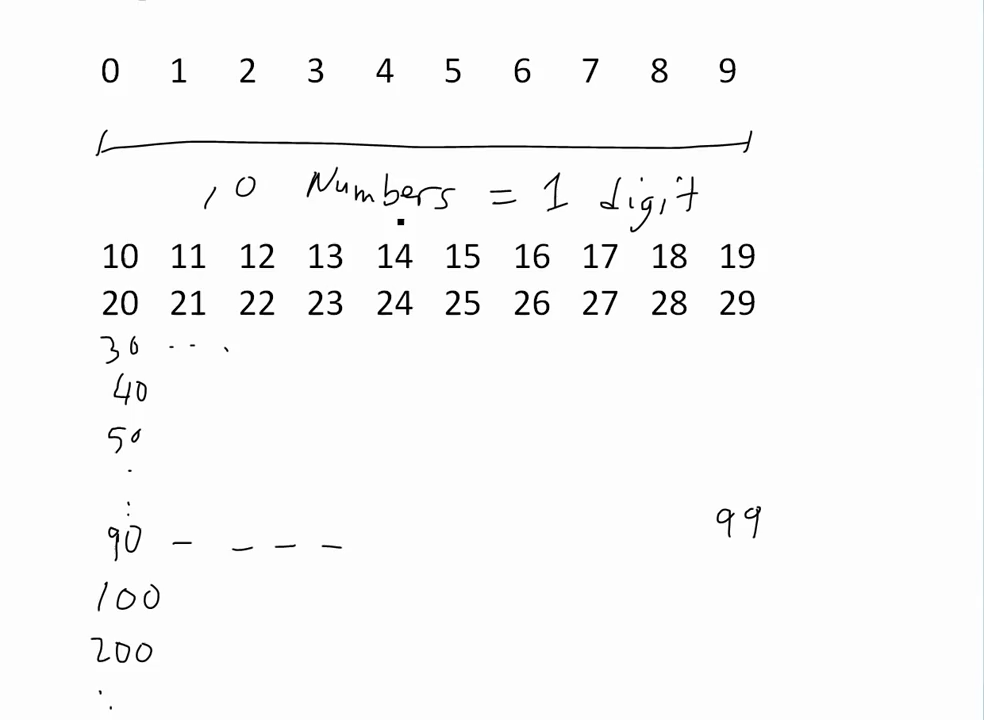 0 1 2 3 4 5 6 7 8 9
10 Numbers = 1 digit
10 11 12 13 14 15 16 17 18 19
20 21 22 23 24 25 26 27 28 29
30 . . .
40
50
.
:
90 – – – – 99
100
200
⋱